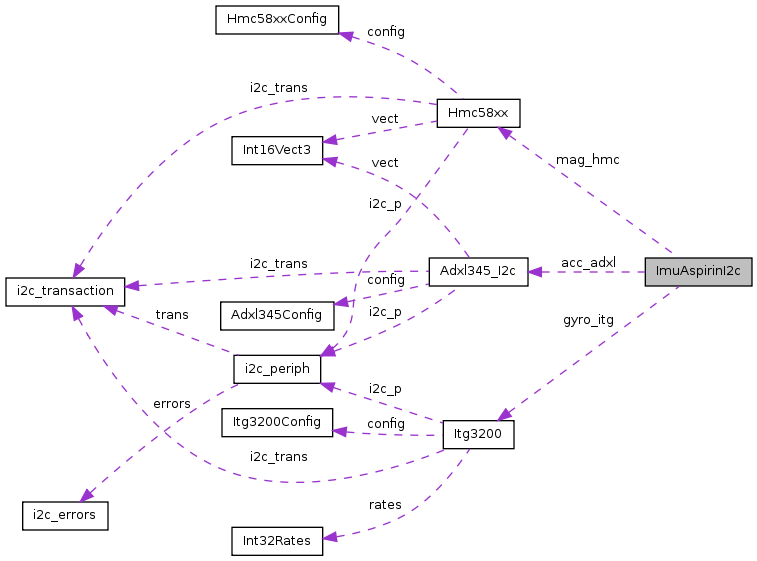 Hmc58xxConfig
config
i2c_trans
Hmc58xx
vect
Int16Vect3
mag_hmc
vect
i2c_p
i2c_trans
acc_adxl
Adxl345_I2c
ImuAspirinI2c
config
i2c_transaction
Adxl345Config
i2c_p
trans
gyro_itg
i2c_periph
i2c_p
errors
Itg3200Config
config
Itg3200
i2c_trans
rates
i2c_errors
Int32Rates